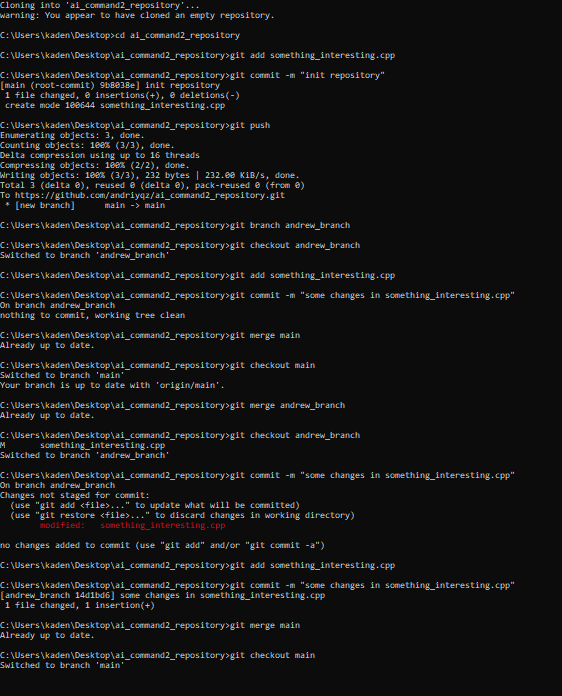 Cloning into 'ai_command2_repository'...
warning: You appear to have cloned an empty repository.
C:\Users\kaden\Desktop>cd ai_command2_repository
C:\Users\kaden\Desktop\ai_command2_repository>git add something_interesting.cpp
C:\Users\kaden\Desktop\ai_command2_repository>git commit -m "init repository"
[main (root-commit) 9b8038e] init repository
 1 file changed, 0 insertions(+), 0 deletions(-)
 create mode 100644 something_interesting.cpp
C:\Users\kaden\Desktop\ai_command2_repository>git push
Enumerating objects: 3, done.
Counting objects: 100% (3/3), done.
Delta compression using up to 16 threads
Compressing objects: 100% (2/2), done.
Writing objects: 100% (3/3), 232 bytes | 232.00 KiB/s, done.
Total 3 (delta 0), reused 0 (delta 0), pack-reused 0 (from 0)
To https://github.com/andriyqz/ai_command2_repository.git
 * [new branch]      main -> main
C:\Users\kaden\Desktop\ai_command2_repository>git branch andrew_branch
C:\Users\kaden\Desktop\ai_command2_repository>git checkout andrew_branch
Switched to branch 'andrew_branch'
C:\Users\kaden\Desktop\ai_command2_repository>git add something_interesting.cpp
C:\Users\kaden\Desktop\ai_command2_repository>git commit -m "some changes in something_interesting.cpp"
On branch andrew_branch
nothing to commit, working tree clean
C:\Users\kaden\Desktop\ai_command2_repository>git merge main
Already up to date.
C:\Users\kaden\Desktop\ai_command2_repository>git checkout main
Switched to branch 'main'
Your branch is up to date with 'origin/main'.
C:\Users\kaden\Desktop\ai_command2_repository>git merge andrew_branch
Already up to date.
C:\Users\kaden\Desktop\ai_command2_repository>git checkout andrew_branch
M       something_interesting.cpp
Switched to branch 'andrew_branch'
C:\Users\kaden\Desktop\ai_command2_repository>git commit -m "some changes in something_interesting.cpp"
On branch andrew_branch
Changes not staged for commit:
  (use "git add <file>..." to update what will be committed)
  (use "git restore <file>..." to discard changes in working directory)
        modified:   something_interesting.cpp
no changes added to commit (use "git add" and/or "git commit -a")
C:\Users\kaden\Desktop\ai_command2_repository>git add something_interesting.cpp
C:\Users\kaden\Desktop\ai_command2_repository>git commit -m "some changes in something_interesting.cpp"
[andrew_branch 14d1bd6] some changes in something_interesting.cpp
 1 file changed, 1 insertion(+)
C:\Users\kaden\Desktop\ai_command2_repository>git merge main
Already up to date.
C:\Users\kaden\Desktop\ai_command2_repository>git checkout main
Switched to branch 'main'